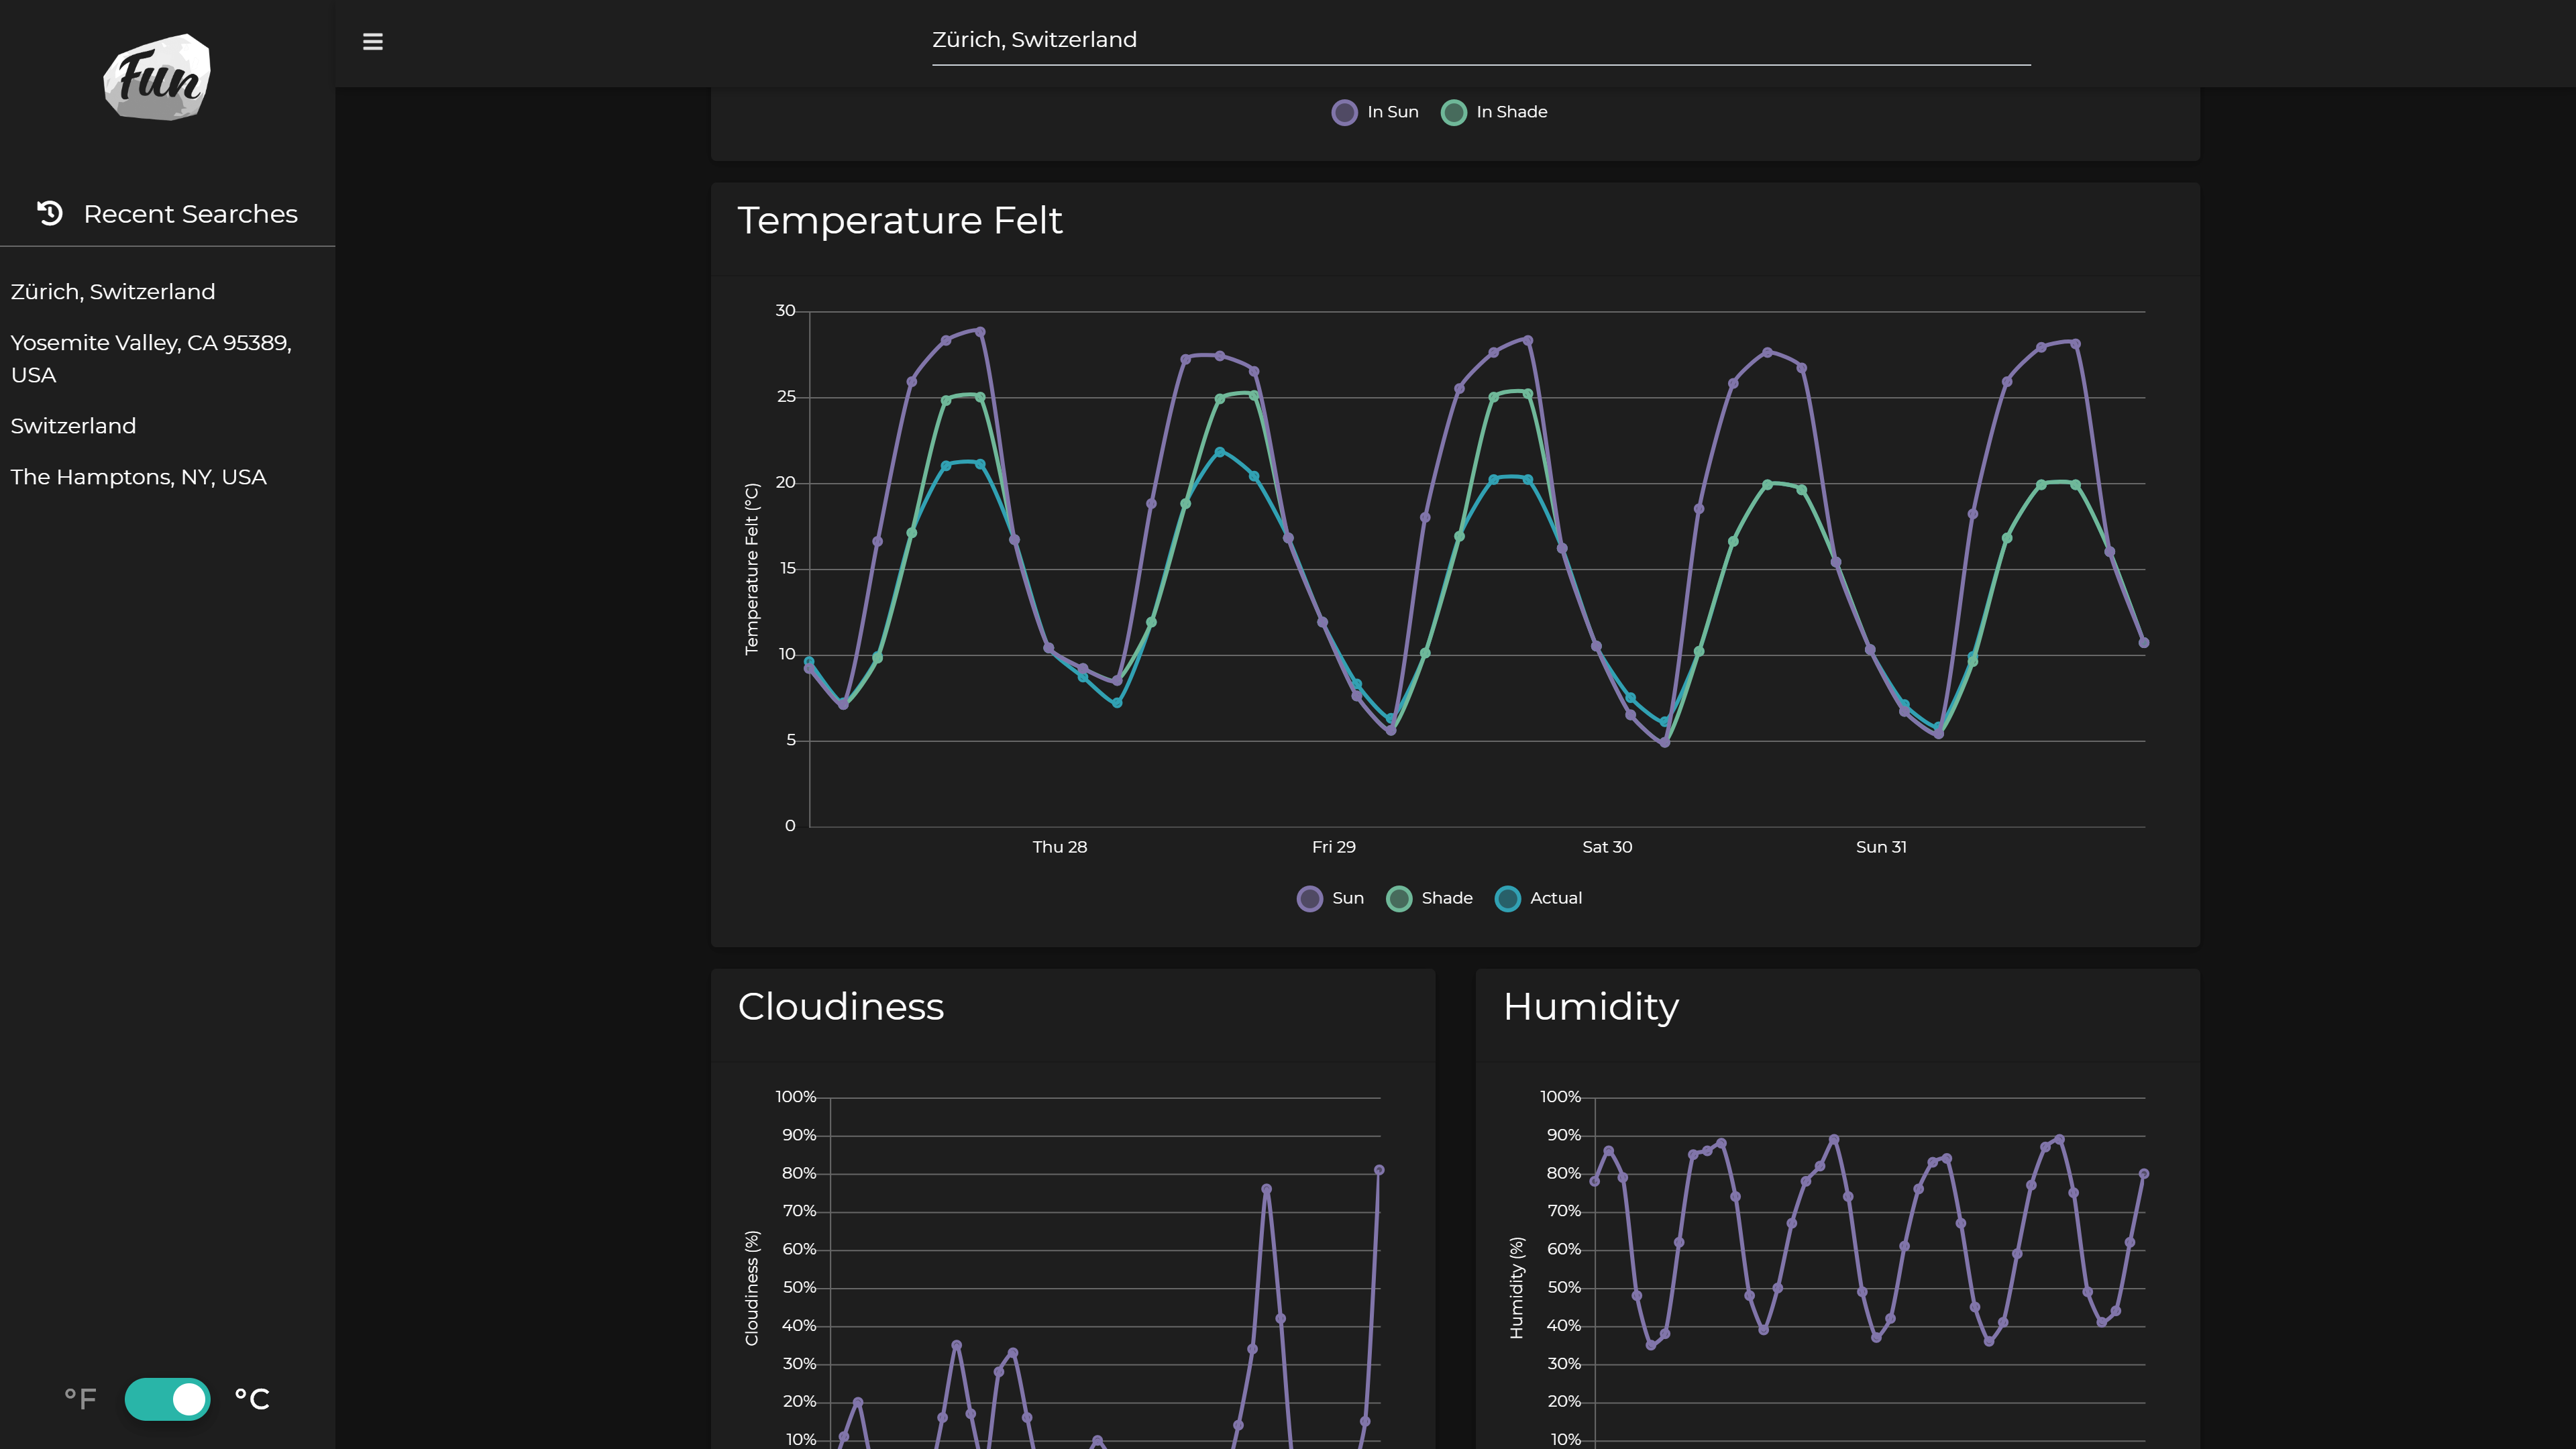 Fun
Zürich, Switzerland
Recent Searches
Zürich, Switzerland
Yosemite Valley, CA 95389,
USA
Switzerland
The Hamptons, NY, USA
°F °C
In Sun In Shade
Temperature Felt
30
25
20
15
10
5
0
Temperature Felt (°C)
Thu 28 Fri 29 Sat 30 Sun 31
Sun Shade Actual
Cloudiness
100%
90%
80%
70%
60%
50%
40%
30%
20%
10%
Cloudiness (%)
Humidity
100%
90%
80%
70%
60%
50%
40%
30%
20%
10%
Humidity (%)